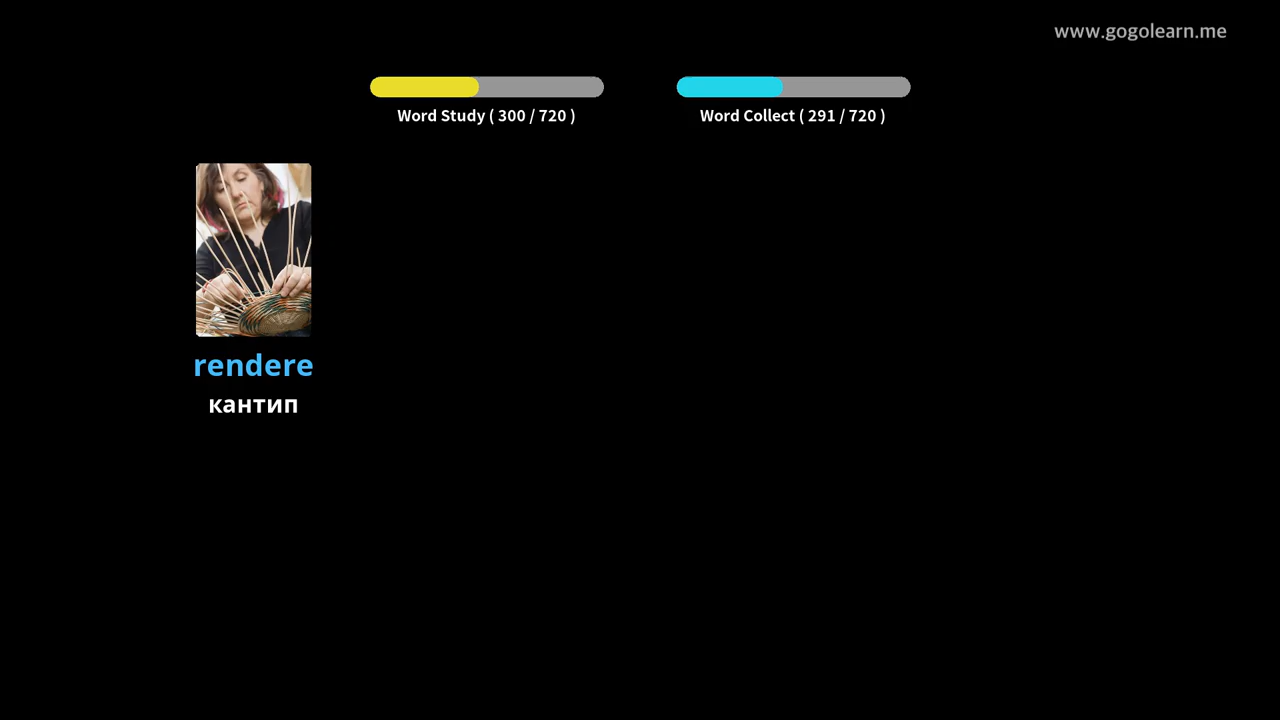 www.gogolearn.me
Word Study ( 300 / 720 )
Word Collect ( 291 / 720 )
rendere
кантип